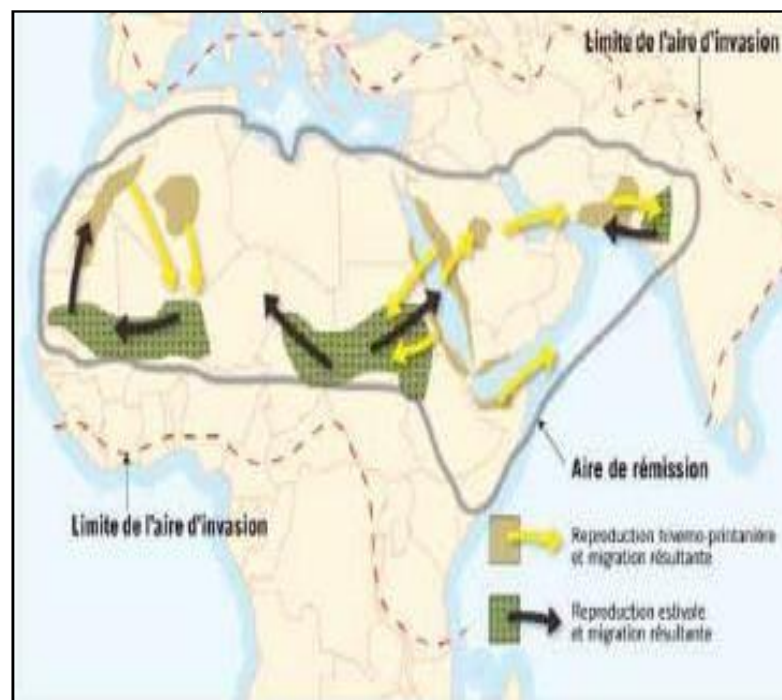 Limite de l'aire d'invasion
Aire de rémission
Limite de l'aire d'invasion
Reproduction hiverno-printanière
et migration résultante
Reproduction estivale
et migration résultante